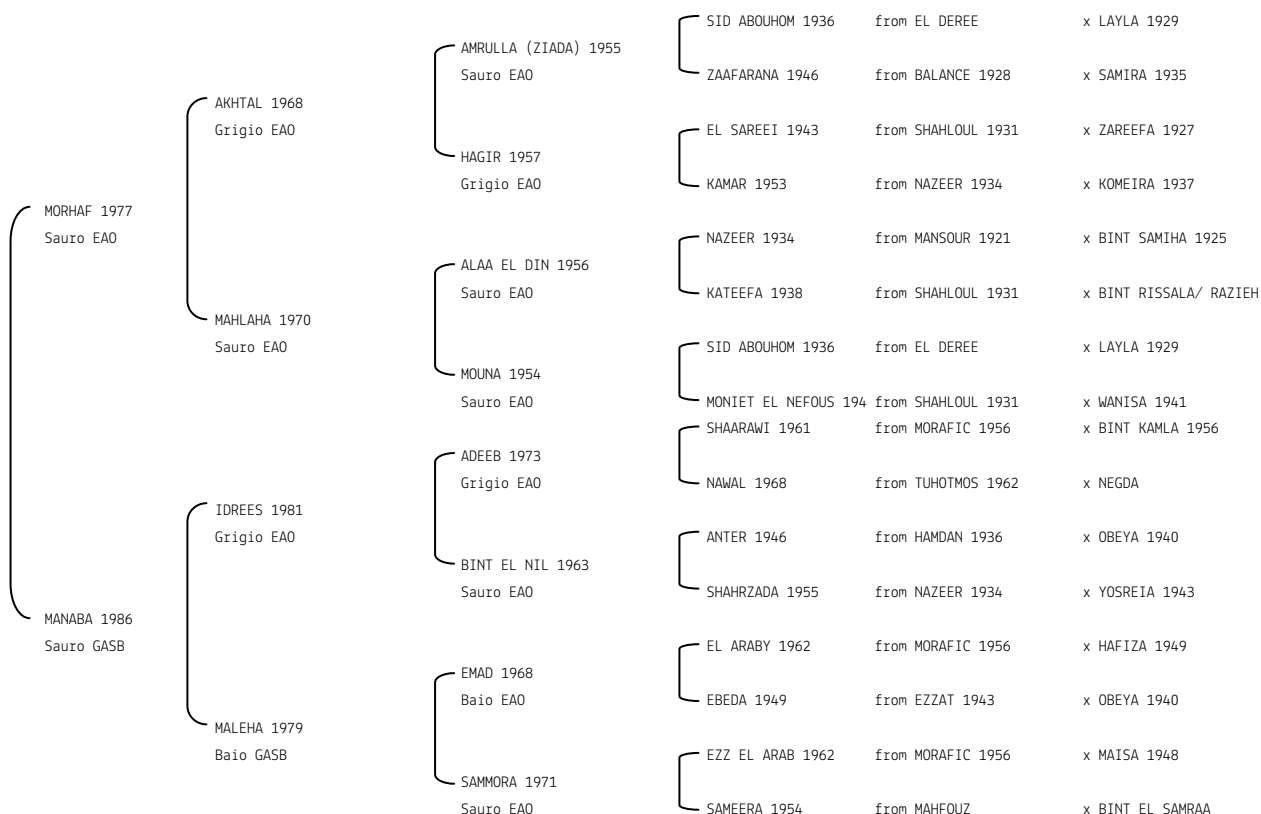 SID ABOUHOM 1936 from EL DEREE x LAYLA 1929
AMRULLA (ZIADA) 1955
Sauro EAO
ZAAFARANA 1946 from BALANCE 1928 x SAMIRA 1935
AKHTAL 1968
Grigio EAO
EL SAREEI 1943 from SHAHLOUL 1931 x ZAREEFA 1927
HAGIR 1957
Grigio EAO
KAMAR 1953 from NAZEER 1934 x KOMEIRA 1937
MORHAF 1977
Sauro EAO
NAZEER 1934 from MANSOUR 1921 x BINT SAMIHA 1925
ALAA EL DIN 1956
Sauro EAO
KATEEFA 1938 from SHAHLOUL 1931 x BINT RISSALA/ RAZIEH
MAHLAHA 1970
Sauro EAO
SID ABOUHOM 1936 from EL DEREE x LAYLA 1929
MOUNA 1954
Sauro EAO
MONIET EL NEFOUS 194 from SHAHLOUL 1931 x WANISA 1941
SHAARAWI 1961 from MORAFIC 1956 x BINT KAMLA 1956
ADEEB 1973
Grigio EAO
NAWAL 1968 from TUHOTMOS 1962 x NEGDA
IDREES 1981
Grigio EAO
ANTER 1946 from HAMDAN 1936 x OBEYA 1940
BINT EL NIL 1963
Sauro EAO
SHAHRZADA 1955 from NAZEER 1934 x YOSREIA 1943
MANABA 1986
Sauro GASB
EL ARABY 1962 from MORAFIC 1956 x HAFIZA 1949
EMAD 1968
Baio EAO
EBEDA 1949 from EZZAT 1943 x OBEYA 1940
MALEHA 1979
Baio GASB
EZZ EL ARAB 1962 from MORAFIC 1956 x MAISA 1948
SAMMORA 1971
Sauro EAO
SAMEERA 1954 from MAHFOUZ x BINT EL SAMRAA